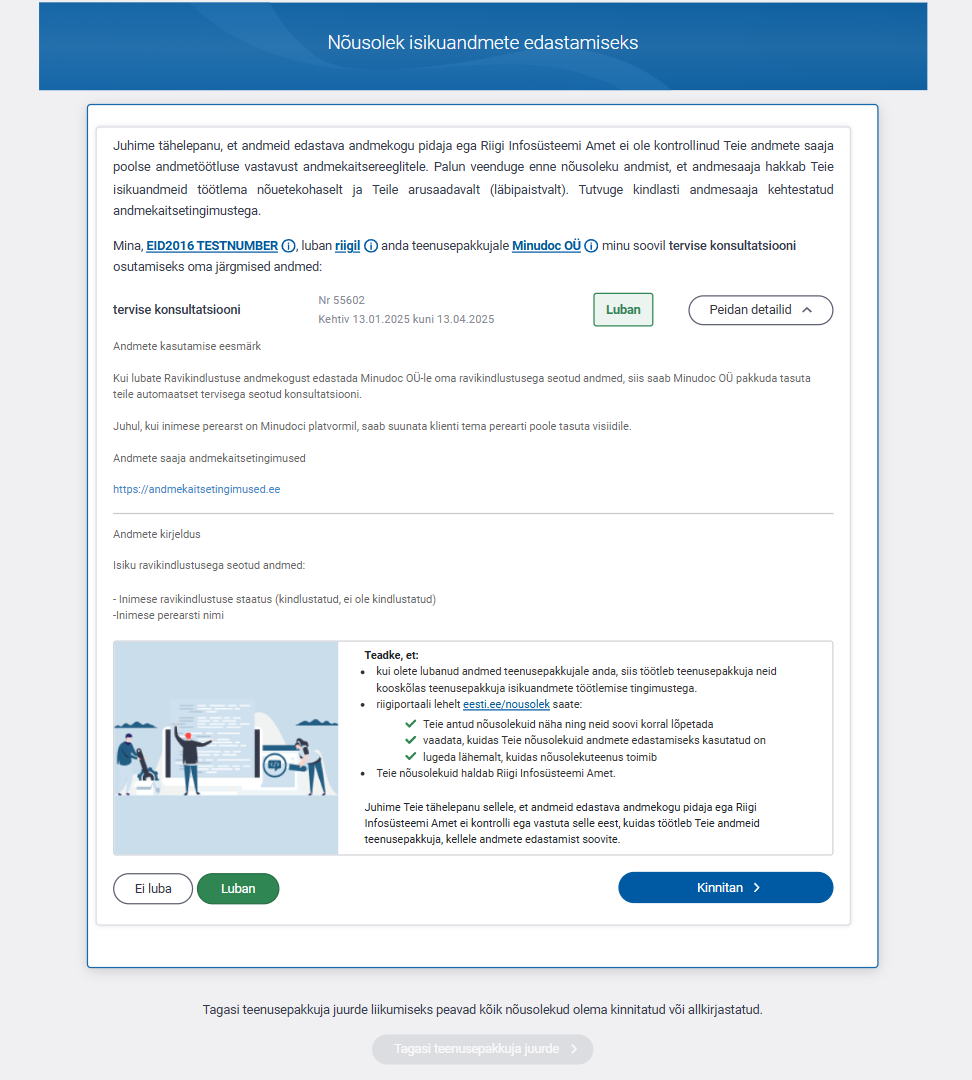 Nõusolek isikuandmete edastamiseks
Juhime tähelepanu, et andmeid edastava andmekogu pidaja ega Riigi Infosüsteemi Amet ei ole kontrollinud Teie andmete saaja
poolse andmetöötluse vastavust andmekaitsereeglitele. Palun veenduge enne nõusoleku andmist, et andmesaaja hakkab Teie
isikuandmeid töötlema nõuetekohaselt ja Teile arusaadavalt (läbipaistvalt). Tutvuge kindlasti andmesaaja kehtestatud
andmekaitsetingimustega.
Mina, EID2016 TESTNUMBER, luban riigil anda teenusepakkujale Minudoc OÜ minu soovil tervise konsultatsiooni
osutamiseks oma järgmised andmed:
tervise konsultatsiooni
Nr 55602
Kehtiv 13.01.2025 kuni 13.04.2025
Luban
Peidan detailid
Andmete kasutamise eesmärk
Kui lubate Ravikindlustuse andmekogust edastada Minudoc OÜ-le oma ravikindlustusega seotud andmed, siis saab Minudoc OÜ pakkuda tasuta
teile automaatset tervisega seotud konsultatsiooni.
Juhul, kui inimese perearst on Minudoci platvormil, saab suunata klienti tema perearti poole tasuta visiidile.
Andmete saaja andmekaitsetingimused
https://andmekaitsetingimused.ee
Andmete kirjeldus
Isiku ravikindlustusega seotud andmed:
- Inimese ravikindlustuse staatus (kindlustatud, ei ole kindlustatud)
-Inimese perearsti nimi
Teadke, et:
• kui olete lubanud andmed teenusepakkujale anda, siis töötleb teenusepakkuja neid
kooskõlas teenusepakkuja isikuandmete töötlemise tingimustega.
• riigiportaali lehelt eesti.ee/nousolek saate:
✓ Teie antud nõusolekuid näha ning neid soovi korral lõpetada
✓ vaadata, kuidas Teie nõusolekuid andmete edastamiseks kasutatud on
✓ lugeda lähemalt, kuidas nõusolekuteenus toimib
• Teie nõusolekuid haldab Riigi Infosüsteemi Amet.
Juhime Teie tähelepanu sellele, et andmeid edastava andmekogu pidaja ega Riigi
Infosüsteemi Amet ei kontrolli ega vastuta selle eest, kuidas töötleb Teie andmeid
teenusepakkuja, kellele andmete edastamist soovite.
Ei luba
Luban
Kinnitan
Tagasi teenusepakkuja juurde liikumiseks peavad kõik nõusolekud olema kinnitatud või allkirjastatud.
Tagasi teenusepakkuja juurde